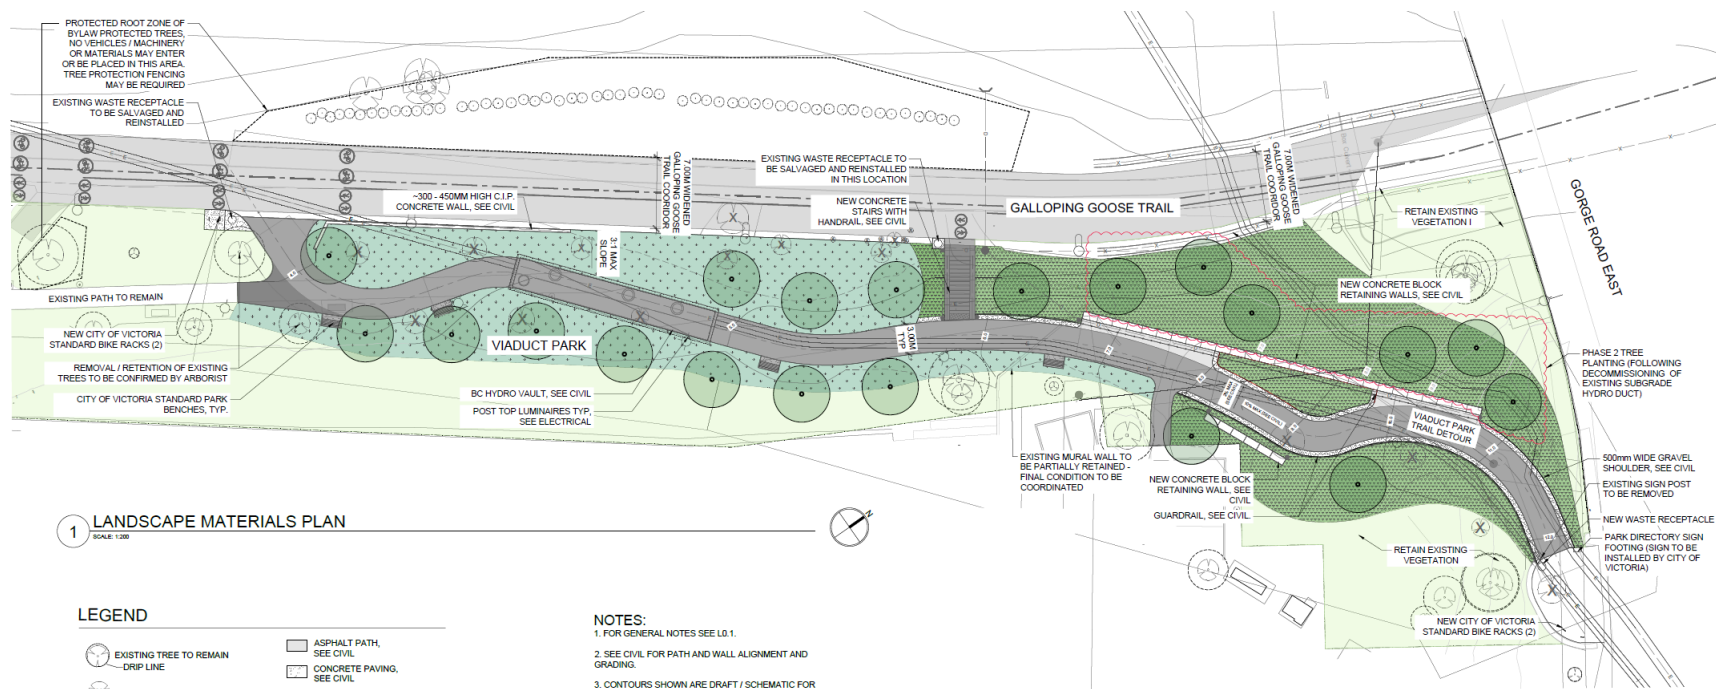 PROTECTED ROOT ZONE OF
BYLAW PROTECTED TREES,
NO VEHICLES / MACHINERY
OR MATERIALS MAY ENTER
OR BE PLACED IN THIS AREA.
TREE PROTECTION FENCING
MAY BE REQUIRED
EXISTING WASTE RECEPTACLE
TO BE SALVAGED AND
REINSTALLED
~300 - 450MM HIGH C.I.P.
CONCRETE WALL, SEE CIVIL
7.00M WIDENED
GALLOPING GOOSE
TRAIL COORIDOR
3:1 MAX
SLOPE
EXISTING WASTE RECEPTACLE TO
BE SALVAGED AND REINSTALLED
IN THIS LOCATION
NEW CONCRETE
STAIRS WITH
HANDRAIL, SEE CIVIL
GALLOPING GOOSE TRAIL
7.00M WIDENED
GALLOPING GOOSE
TRAIL COORIDOR
RETAIN EXISTING
VEGETATION I
GORGE ROAD EAST
NEW CONCRETE BLOCK
RETAINING WALLS, SEE CIVIL
EXISTING PATH TO REMAIN
NEW CITY OF VICTORIA
STANDARD BIKE RACKS (2)
REMOVAL / RETENTION OF EXISTING
TREES TO BE CONFIRMED BY ARBORIST
CITY OF VICTORIA STANDARD PARK
BENCHES, TYP.
VIADUCT PARK
3.00M
TYP.
BC HYDRO VAULT, SEE CIVIL
POST TOP LUMINAIRES TYP,
SEE ELECTRICAL
PHASE 2 TREE
PLANTING (FOLLOWING
DECOMMISSIONING OF
EXISTING SUBGRADE
HYDRO DUCT)
VIADUCT PARK
TRAIL DETOUR
EXISTING MURAL WALL TO
BE PARTIALLY RETAINED -
FINAL CONDITION TO BE
COORDINATED
NEW CONCRETE BLOCK
RETAINING WALL, SEE
CIVIL
GUARDRAIL, SEE CIVIL.
500mm WIDE GRAVEL
SHOULDER, SEE CIVIL
EXISTING SIGN POST
TO BE REMOVED
NEW WASTE RECEPTACLE
PARK DIRECTORY SIGN
FOOTING (SIGN TO BE
INSTALLED BY CITY OF
VICTORIA)
RETAIN EXISTING
VEGETATION
NEW CITY OF VICTORIA
STANDARD BIKE RACKS (2)
1
LANDSCAPE MATERIALS PLAN
SCALE: 1:200
N
LEGEND
EXISTING TREE TO REMAIN
DRIP LINE
ASPHALT PATH,
SEE CIVIL
CONCRETE PAVING,
SEE CIVIL
NOTES:
1. FOR GENERAL NOTES SEE L0.1.
2. SEE CIVIL FOR PATH AND WALL ALIGNMENT AND
GRADING.
3. CONTOURS SHOWN ARE DRAFT / SCHEMATIC FOR